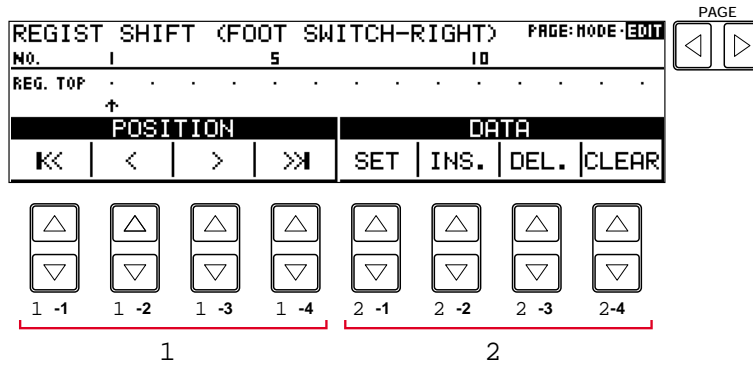 PAGE
REGIST SHIFT (FOOT SWITCH-RIGHT) PAGE: MODE · EDIT
NO. 1 5 10
REG. TOP
POSITION DATA
SET INS. DEL. CLEAR
1 -1 1 -2 1 -3 1 -4 2 -1 2 -2 2 -3 2-4
1 2